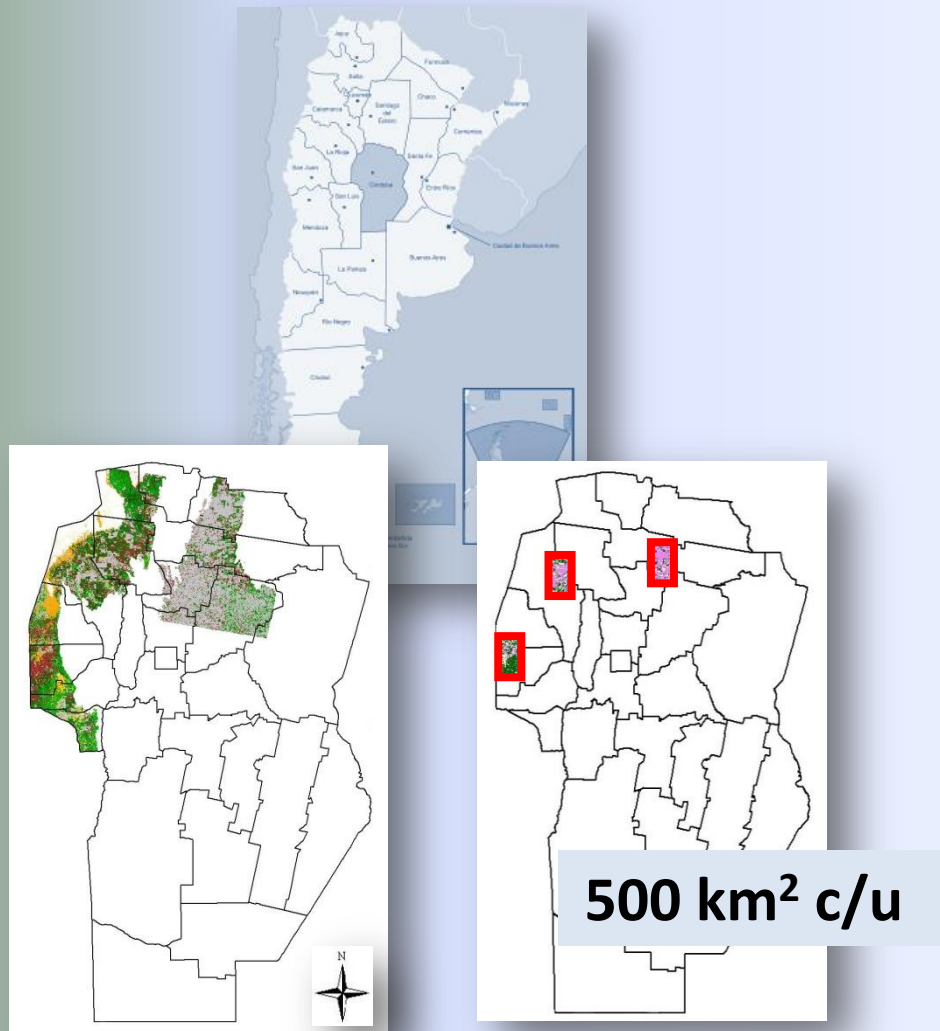 Jujuy
Formosa
Salta
Chaco
Tucumán
Misiones
Catamarca
Santiago
del
Estero
Corrientes
La Rioja
Santa Fe
San Juan
Córdoba
Entre Ríos
San Luis
Mendoza
Ciudad de Buenos Aires
Buenos Aires
La Pampa
Neuquén
Río Negro
Chubut
500 km² c/u
N